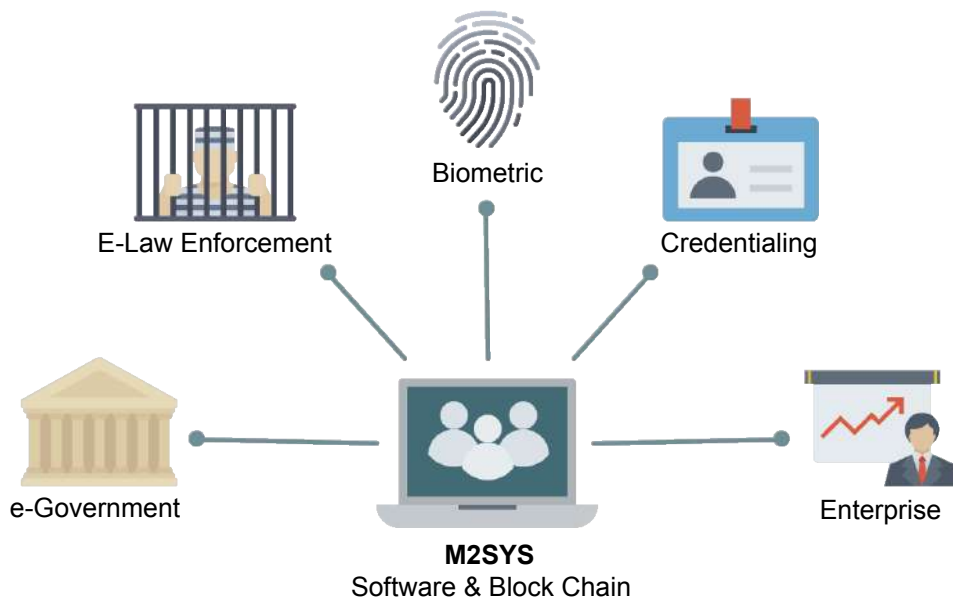 Biometric
E-Law Enforcement
Credentialing
e-Government
Enterprise
M2SYS
Software & Block Chain